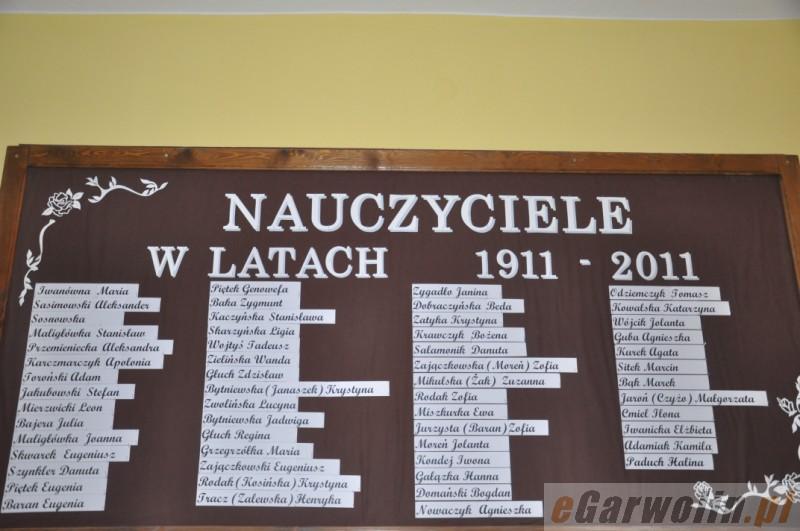 NAUCZYCIELE
W LATACH 1911 - 2011
Iwanówna Maria
Sasimowski Aleksander
Sosnowska
Maligłówka Stanisław
Przemieniecka Aleksandra
Karczmarczyk Apolonia
Toroński Adam
Jakubowski Stefan
Mierzwicki Leon
Bajera Julia
Maligłówka Joanna
Skwarek Eugeniusz
Szynkler Danuta
Piętek Eugenia
Baran Eugenia
Piętek Genowefa
Baka Zygmunt
Kaczyńska Stanisława
Skarzyńska Ligia
Wojtyś Tadeusz
Zielińska Wanda
Gluch Zdzisław
Bytniewska (Janaszek) Krystyna
Zwolińska Lucyna
Bytniewska Jadwiga
Gluch Regina
Grzegrzólka Maria
Zajączkowski Eugeniusz
Rodak (Kosińska) Krystyna
Tracz (Zalewska) Henryka
Zygadło Janina
Dobraczyńska Beda
Zatyka Krystyna
Krawczyk Bożena
Salamonik Danuta
Zajączkowska (Moreń) Zofia
Mikulska (Żak) Zuzanna
Rodak Zofia
Miszkurka Ewa
Jurzysta (Baran) Zofia
Moreń Jolanta
Kondej Iwona
Gałązka Hanna
Domański Bogdan
Nowaczyk Agnieszka
Odziemczyk Tomasz
Kowalska Katarzyna
Wójcik Jolanta
Guba Agnieszka
Kurek Agata
Sitek Marcin
Bąk Marek
Jaroń (Czyżo) Małgorzata
Cmiel Ilona
Iwanicka Elżbieta
Adamiak Kamila
Paduch Halina
eGarwolin.pl